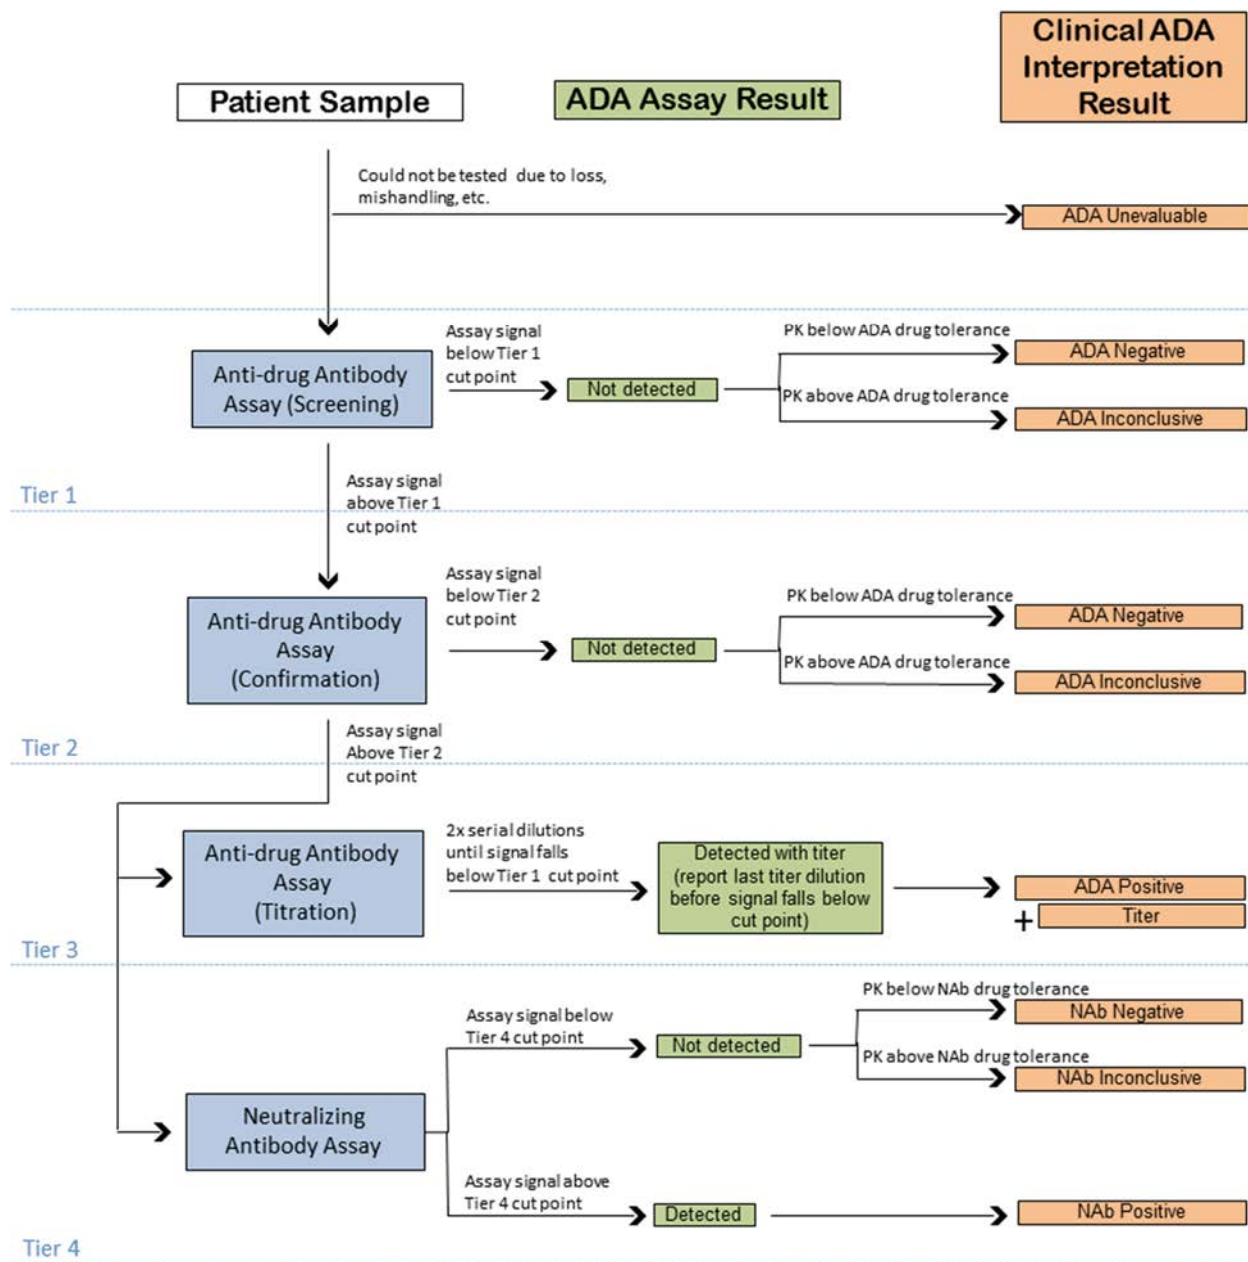 Patient Sample
ADA Assay Result
Clinical ADA
Interpretation
Result
Could not be tested due to loss,
mishandling, etc.
ADA Unevaluable
Anti-drug Antibody
Assay (Screening)
Assay signal
below Tier 1
cut point
Not detected
PK below ADA drug tolerance
ADA Negative
PK above ADA drug tolerance
ADA Inconclusive
Tier 1
Assay signal
above Tier 1
cut point
Anti-drug Antibody
Assay
(Confirmation)
Assay signal
below Tier 2
cut point
Not detected
PK below ADA drug tolerance
ADA Negative
PK above ADA drug tolerance
ADA Inconclusive
Tier 2
Assay signal
Above Tier 2
cut point
Anti-drug Antibody
Assay
(Titration)
2x serial dilutions
until signal falls
below Tier 1 cut point
Detected with titer
(report last titer dilution
before signal falls below
cut point)
ADA Positive
+ Titer
Tier 3
Neutralizing
Antibody Assay
Assay signal below
Tier 4 cut point
Not detected
PK below NAb drug tolerance
NAb Negative
PK above NAb drug tolerance
NAb Inconclusive
Assay signal above
Tier 4 cut point
Detected
NAb Positive
Tier 4